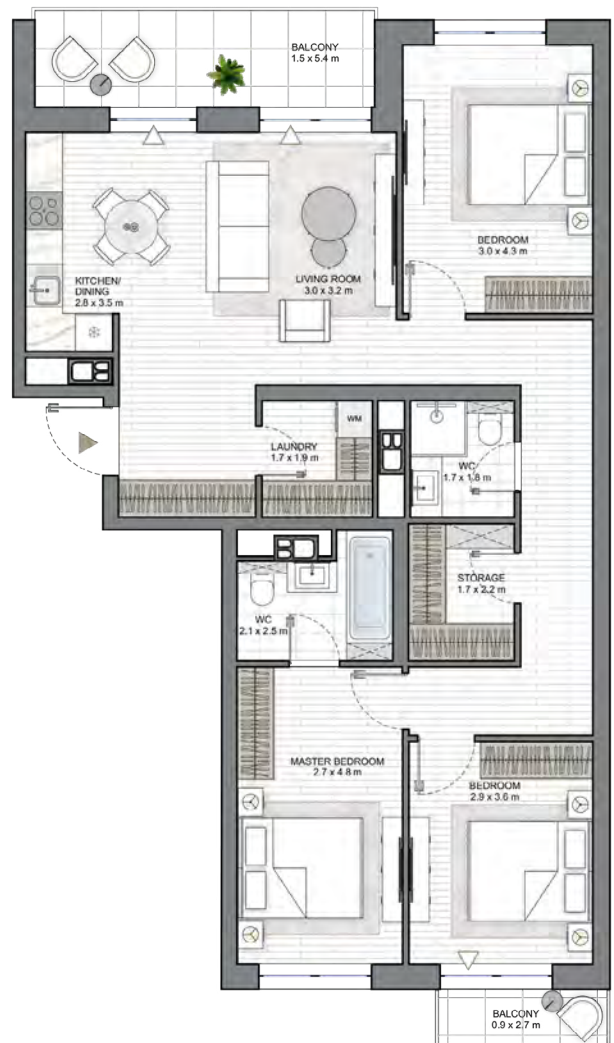 BALCONY
1.5 x 5.4 m
BEDROOM
3.0 x 4.3 m
KITCHEN/
DINING
2.8 x 3.5 m
LIVING ROOM
3.0 x 3.2 m
WM
LAUNDRY
1.7 x 1.9 m
WC
1.7 x 1.8 m
STORAGE
1.7 x 2.2 m
WC
2.1 x 2.5 m
MASTER BEDROOM
2.7 x 4.8 m
BEDROOM
2.9 x 3.6 m
BALCONY
0.9 x 2.7 m